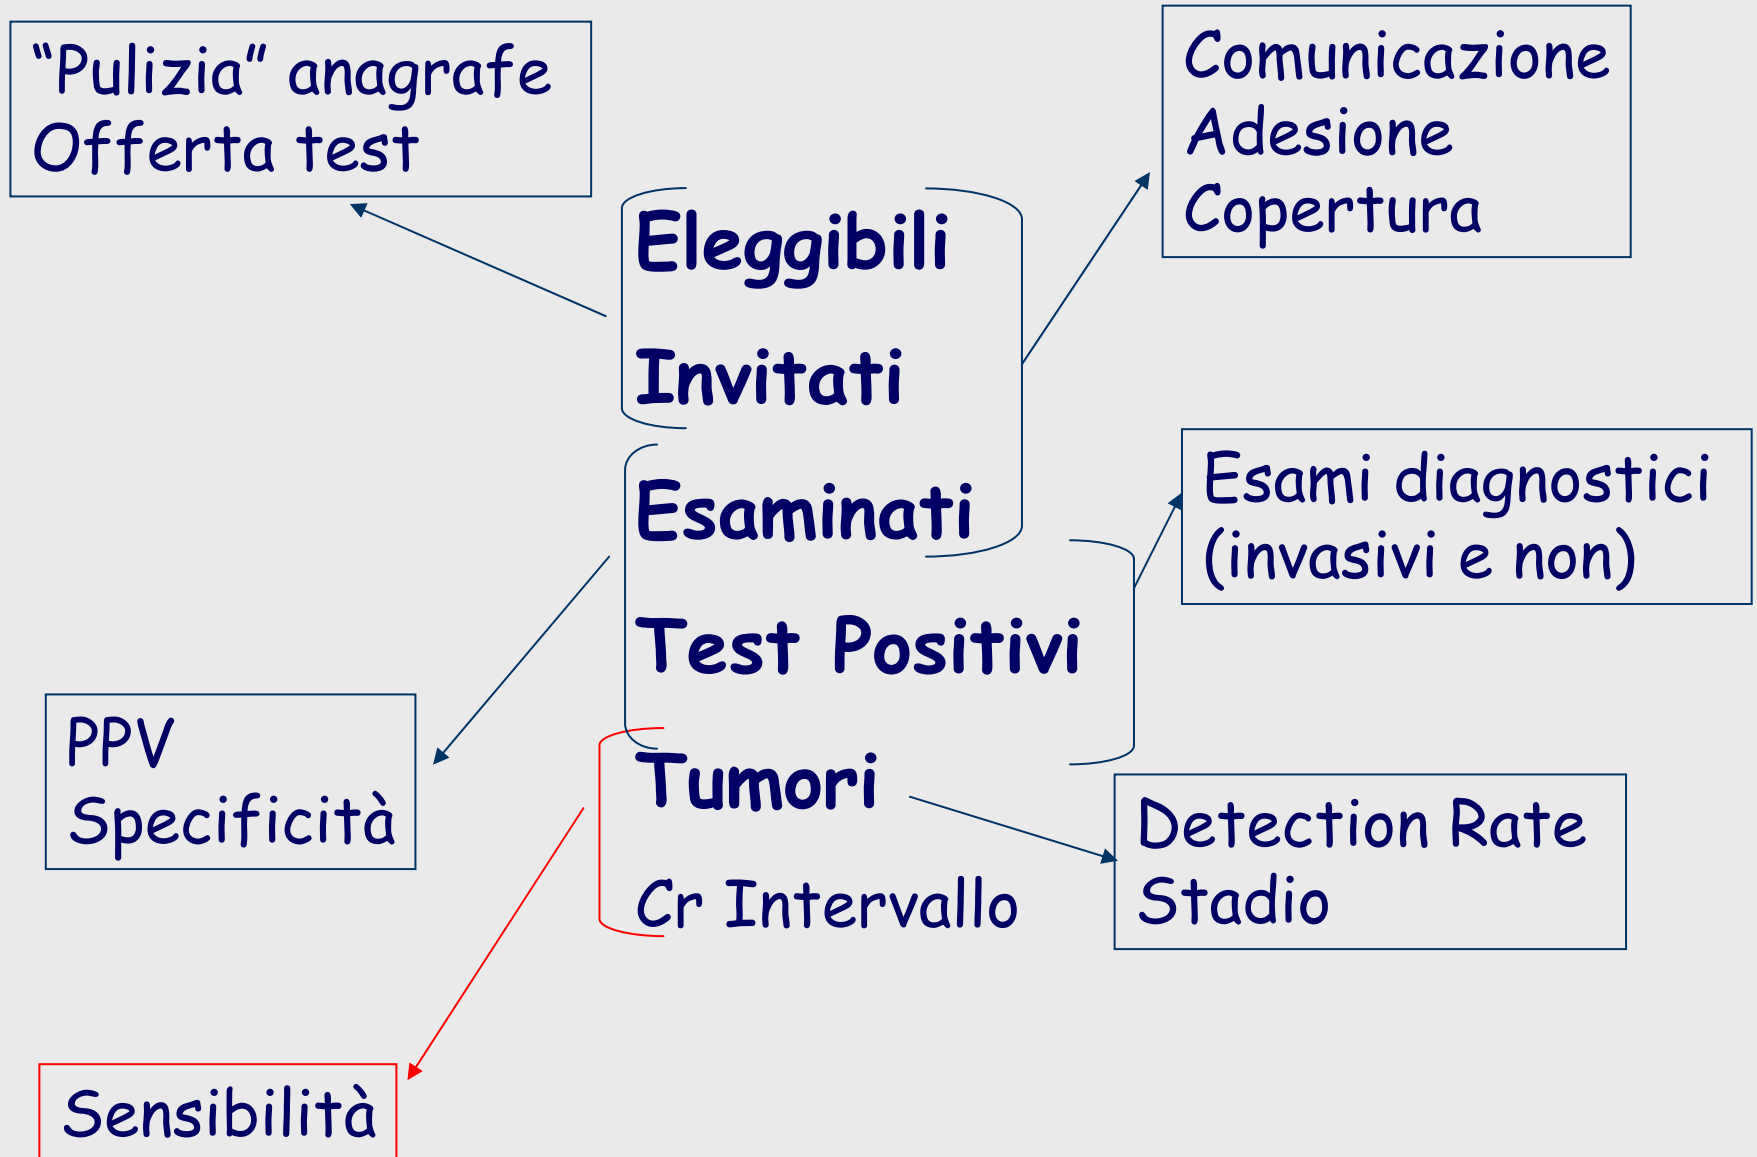 “Pulizia” anagrafe
Offerta test
Comunicazione
Adesione
Copertura
Eleggibili
Invitati
Esaminati
Test Positivi
Tumori
Cr Intervallo
Esami diagnostici
(invasivi e non)
PPV
Specificità
Detection Rate
Stadio
Sensibilità